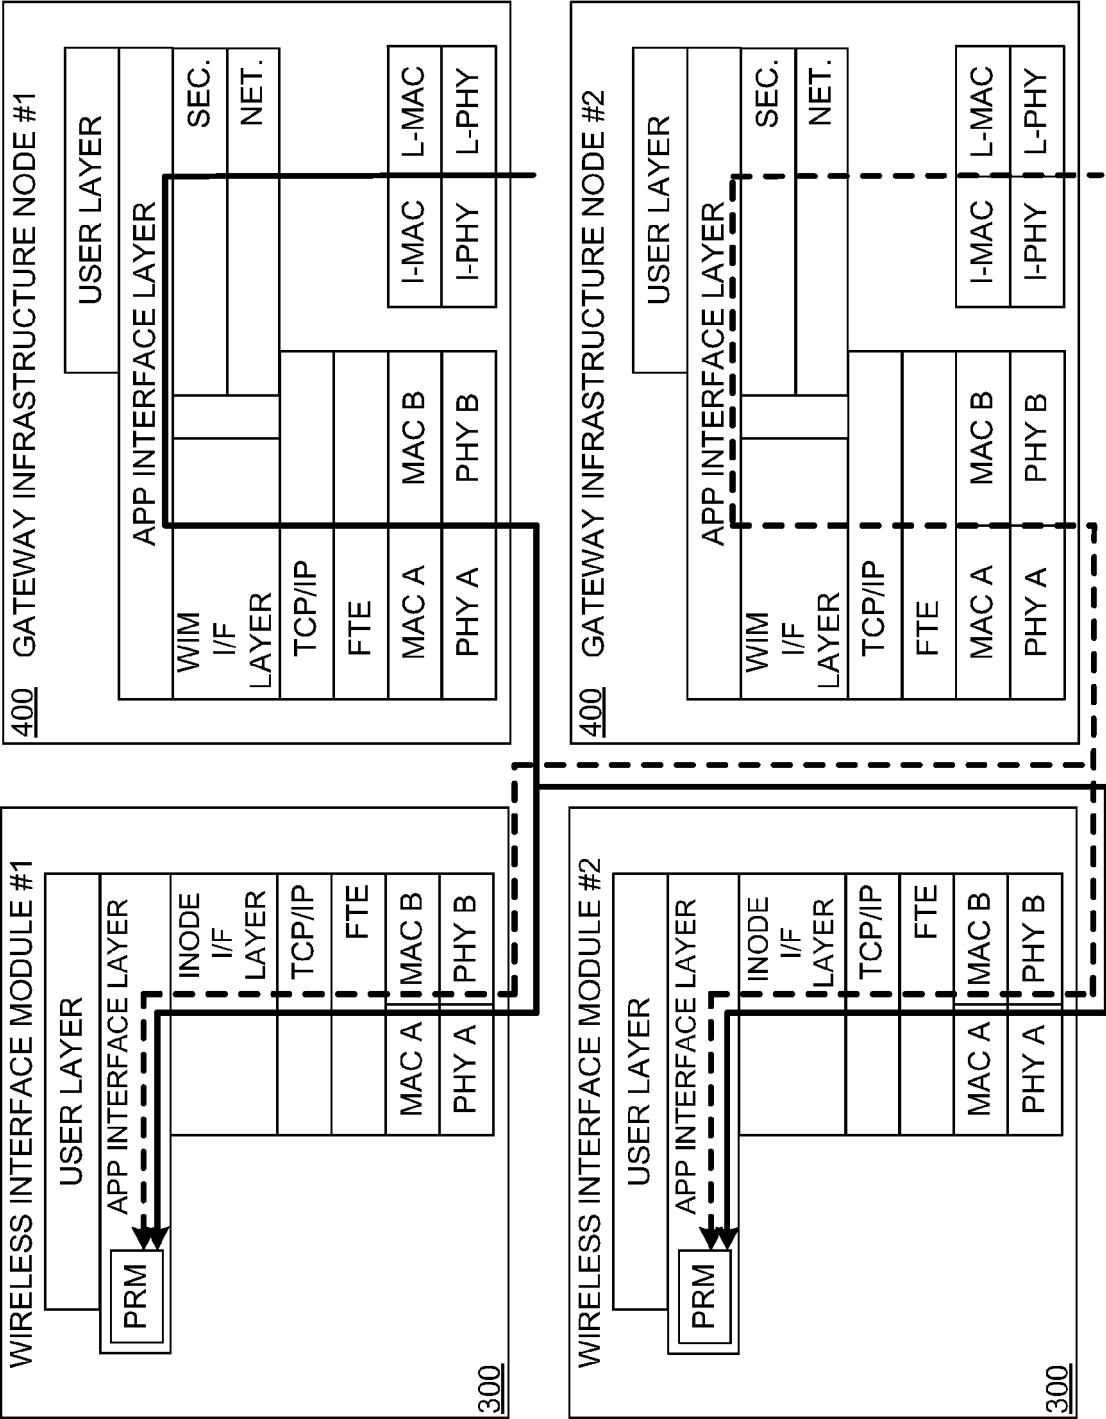 WIRELESS INTERFACE MODULE #1
USER LAYER
APP INTERFACE LAYER
PRM
INODE
I/F
LAYER
TCP/IP
FTE
MAC A
MAC B
PHY A
PHY B
300
400
GATEWAY INFRASTRUCTURE NODE #1
USER LAYER
APP INTERFACE LAYER
WIM
I/F
LAYER
SEC.
NET.
TCP/IP
FTE
MAC A
MAC B
I-MAC
L-MAC
PHY A
PHY B
I-PHY
L-PHY
WIRELESS INTERFACE MODULE #2
USER LAYER
APP INTERFACE LAYER
PRM
INODE
I/F
LAYER
TCP/IP
FTE
MAC A
MAC B
PHY A
PHY B
300
400
GATEWAY INFRASTRUCTURE NODE #2
USER LAYER
APP INTERFACE LAYER
WIM
I/F
LAYER
SEC.
NET.
TCP/IP
FTE
MAC A
MAC B
I-MAC
L-MAC
PHY A
PHY B
I-PHY
L-PHY